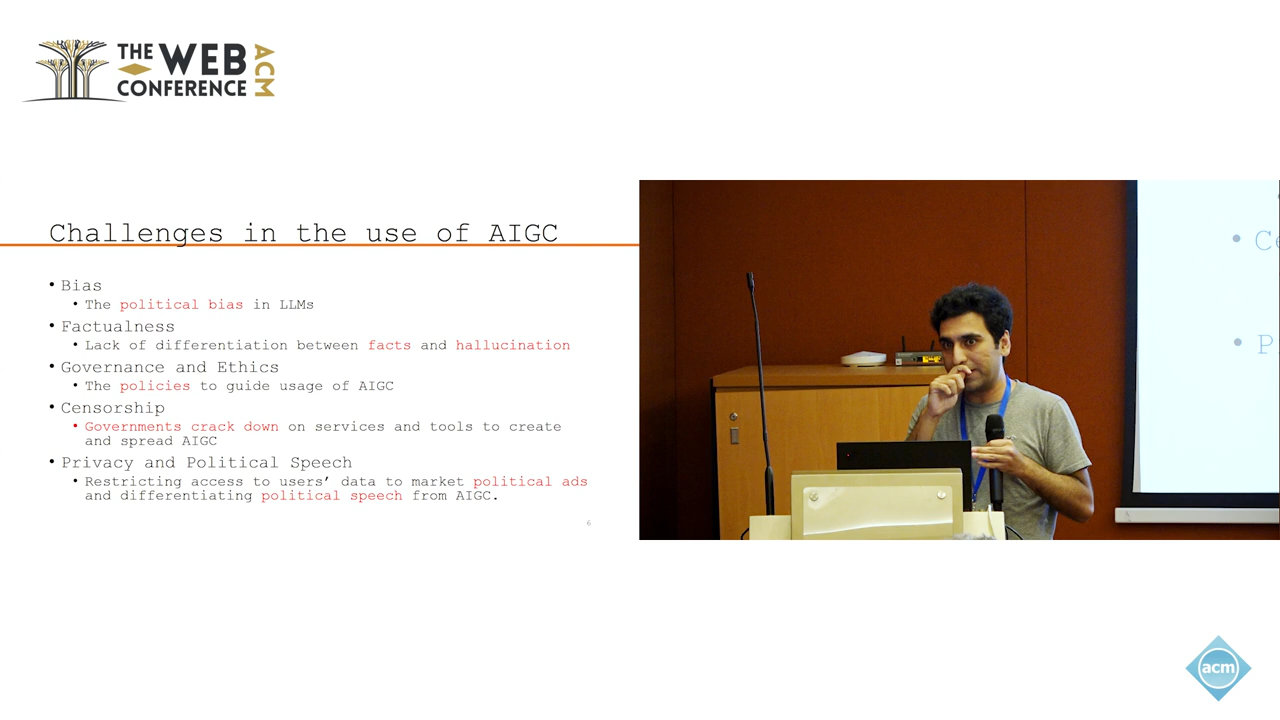 THE WEB
CONFERENCE
ACM
Challenges in the use of AIGC
• Bias
• The political bias in LLMs
• Factualness
• Lack of differentiation between facts and hallucination
• Governance and Ethics
• The policies to guide usage of AIGC
• Censorship
• Governments crack down on services and tools to create
and spread AIGC
• Privacy and Political Speech
• Restricting access to users’ data to market political ads
and differentiating political speech from AIGC.
6
• Ce
• P
acm